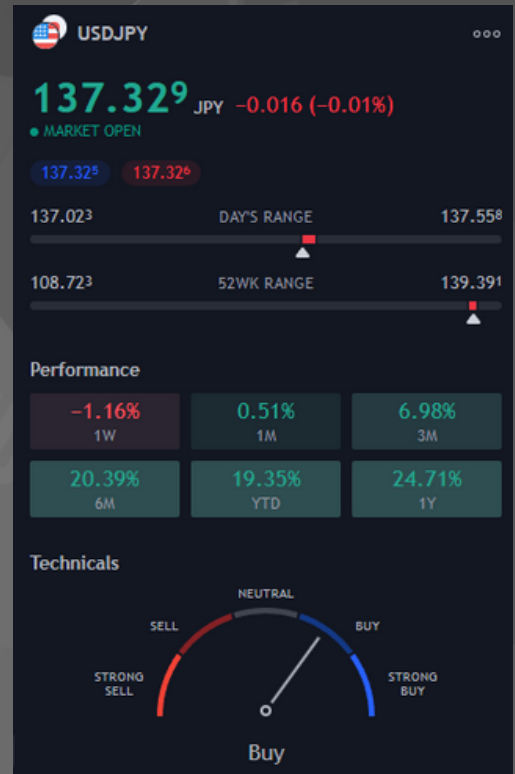 USDJPY
137.329 JPY −0.016 (−0.01%)
MARKET OPEN
137.325 137.326
137.023 DAY'S RANGE 137.558
108.723 52WK RANGE 139.391
Performance
−1.16% 0.51% 6.98%
1W 1M 3M
20.39% 19.35% 24.71%
6M YTD 1Y
Technicals
NEUTRAL
SELL BUY
STRONG SELL STRONG BUY
Buy